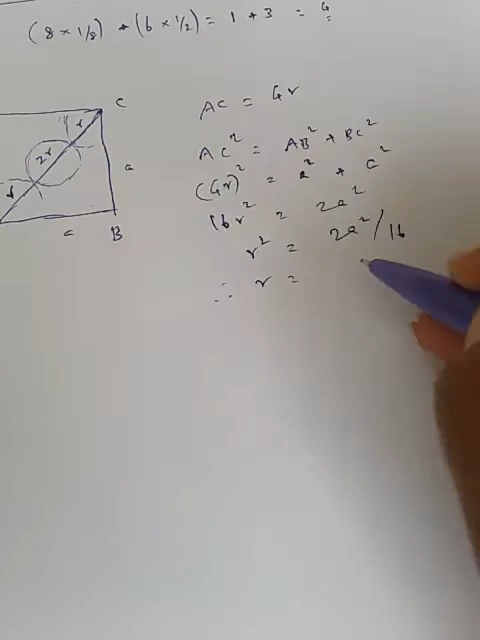 (8 x 1/8) + (6 x 1/2) = 1 + 3 = 4
C
r
2r
r
a
a
B
AC = 4r
AC² = AB² + BC²
(4r)² = a² + a²
16r² = 2a²
r² = 2a²/16
∴ r =